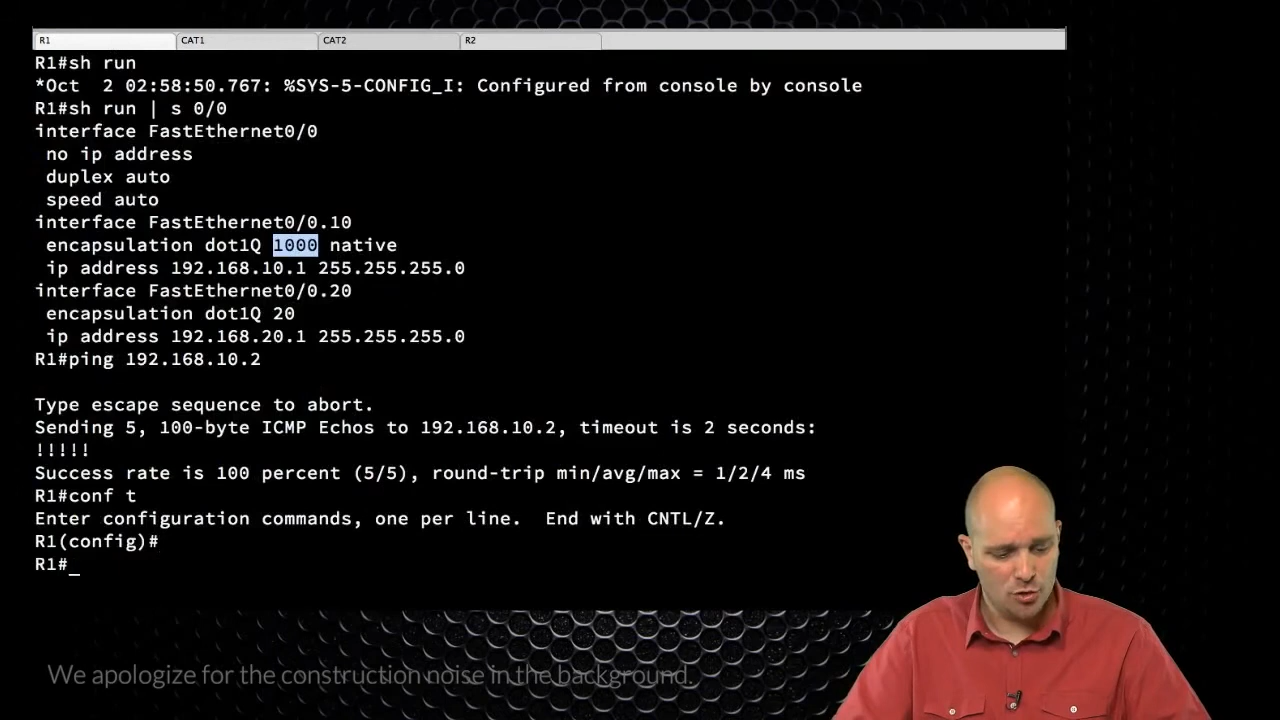 R1 CAT1 CAT2 R2
R1#sh run
*Oct  2 02:58:50.767: %SYS-5-CONFIG_I: Configured from console by console
R1#sh run | s 0/0
interface FastEthernet0/0
 no ip address
 duplex auto
 speed auto
interface FastEthernet0/0.10
 encapsulation dot1Q 1000 native
 ip address 192.168.10.1 255.255.255.0
interface FastEthernet0/0.20
 encapsulation dot1Q 20
 ip address 192.168.20.1 255.255.255.0
R1#ping 192.168.10.2
Type escape sequence to abort.
Sending 5, 100-byte ICMP Echos to 192.168.10.2, timeout is 2 seconds:
!!!!!
Success rate is 100 percent (5/5), round-trip min/avg/max = 1/2/4 ms
R1#conf t
Enter configuration commands, one per line.  End with CNTL/Z.
R1(config)#
R1#_
We apologize for the construction noise in the background.